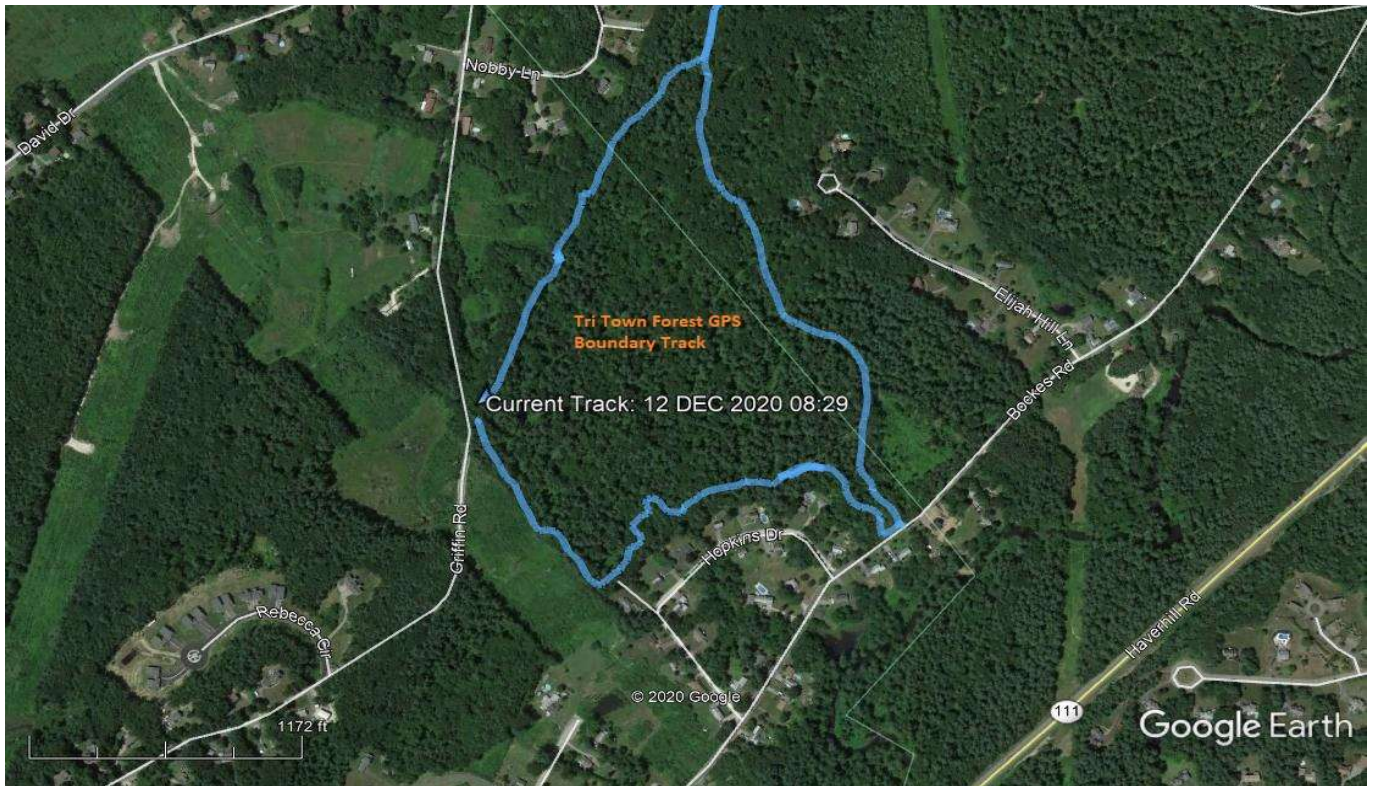 Nobby Ln
David Dr
Elijah Hill Ln
Tri Town Forest GPS
Boundary Track
Current Track: 12 DEC 2020 08:29
Bockes Rd
Griffin Rd
Hopkins Dr
Rebecca Cir
Haverhill Rd
© 2020 Google
111
1172 ft
Google Earth